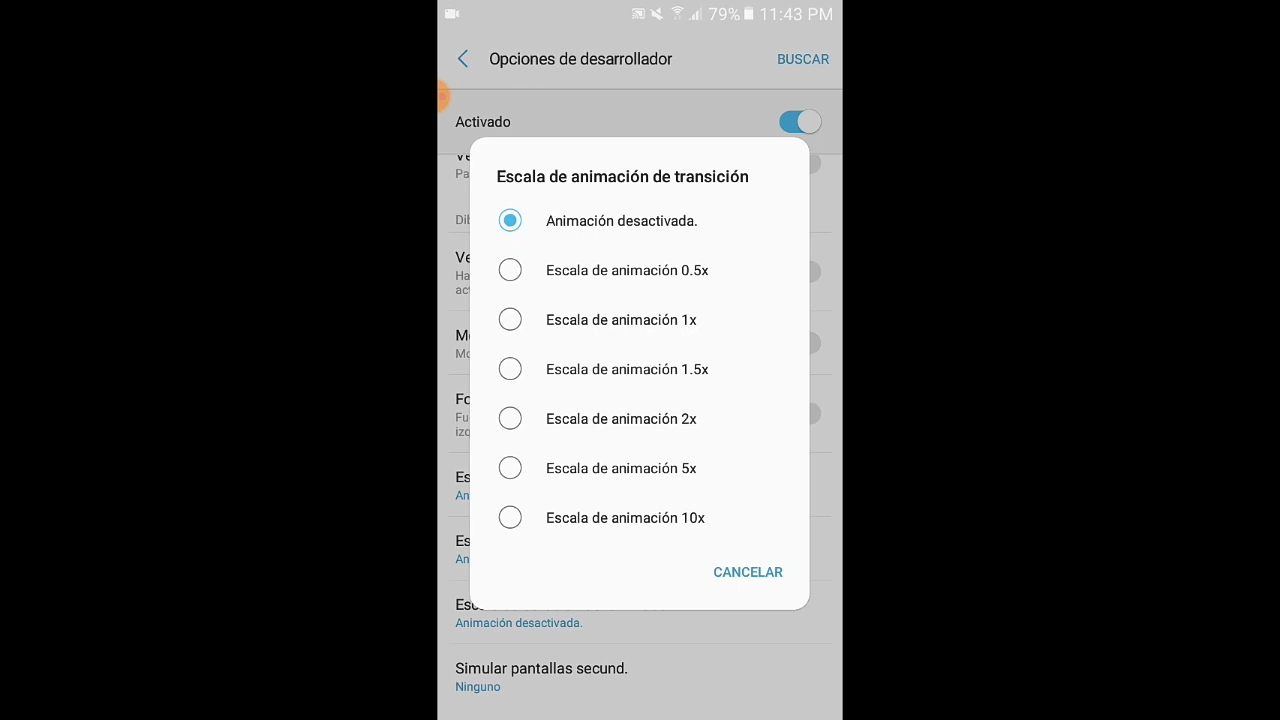 79% 11:43 PM
Opciones de desarrollador BUSCAR
Activado
Escala de animación de transición
Animación desactivada.
Escala de animación 0.5x
Escala de animación 1x
Escala de animación 1.5x
Escala de animación 2x
Escala de animación 5x
Escala de animación 10x
CANCELAR
Animación desactivada.
Simular pantallas secund.
Ninguno